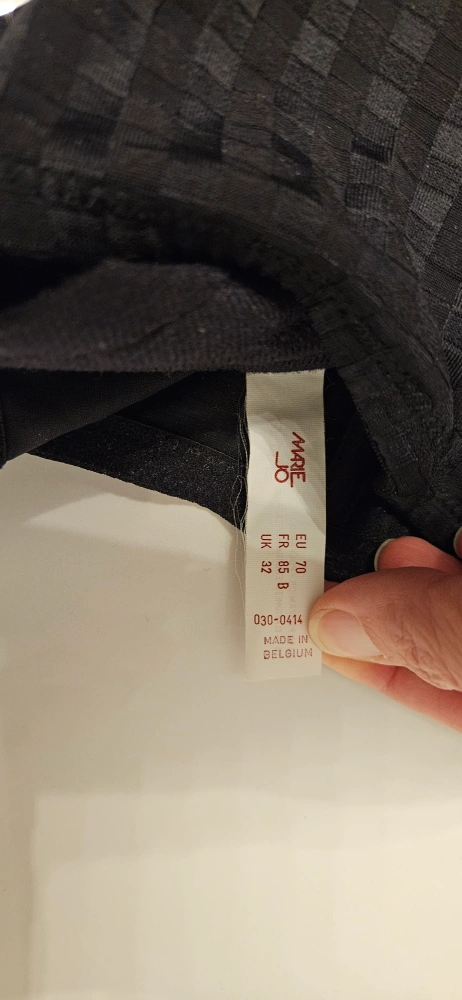 MARIE
JO
EU 70
FR 85 B
UK 32
030-0414
MADE IN
BELGIUM